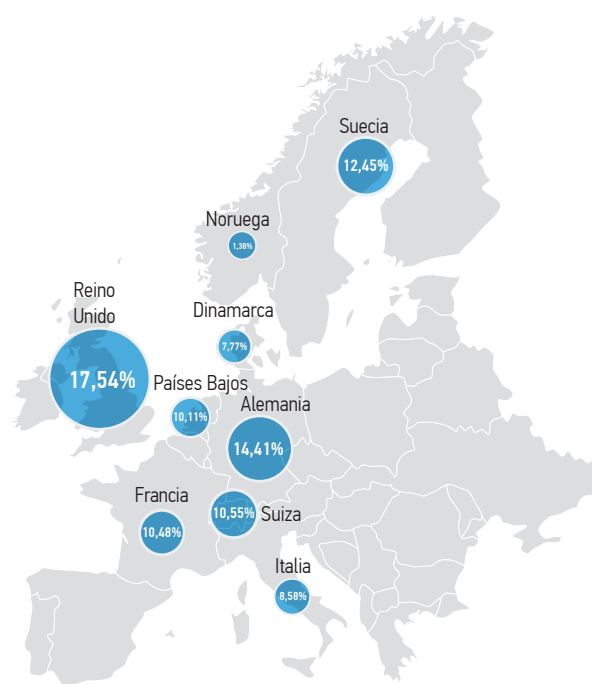 Suecia
12,45%
Noruega
1,38%
Reino
Unido
17,54%
Dinamarca
7,77%
Países Bajos
10,11%
Alemania
14,41%
Francia
10,48%
10,55%
Suiza
Italia
8,58%